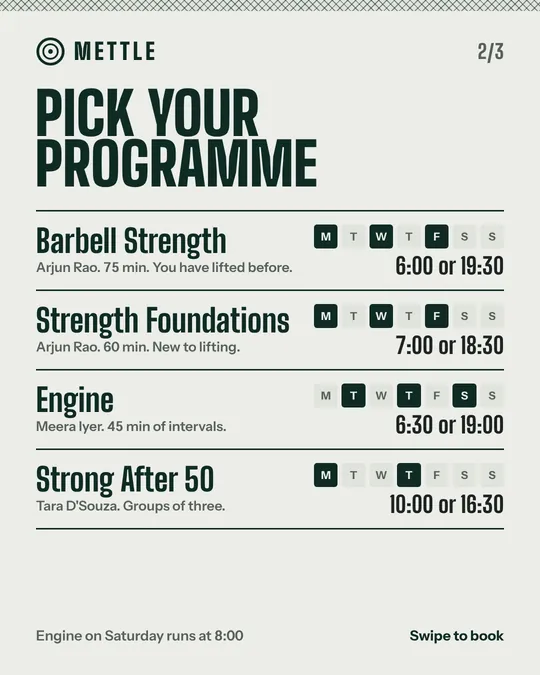 METTLE
2/3
PICK YOUR
PROGRAMME
Barbell Strength
M T W T F S S
Arjun Rao. 75 min. You have lifted before.
6:00 or 19:30
Strength Foundations
M T W T F S S
Arjun Rao. 60 min. New to lifting.
7:00 or 18:30
Engine
M T W T F S S
Meera Iyer. 45 min of intervals.
6:30 or 19:00
Strong After 50
M T W T F S S
Tara D'Souza. Groups of three.
10:00 or 16:30
Engine on Saturday runs at 8:00
Swipe to book